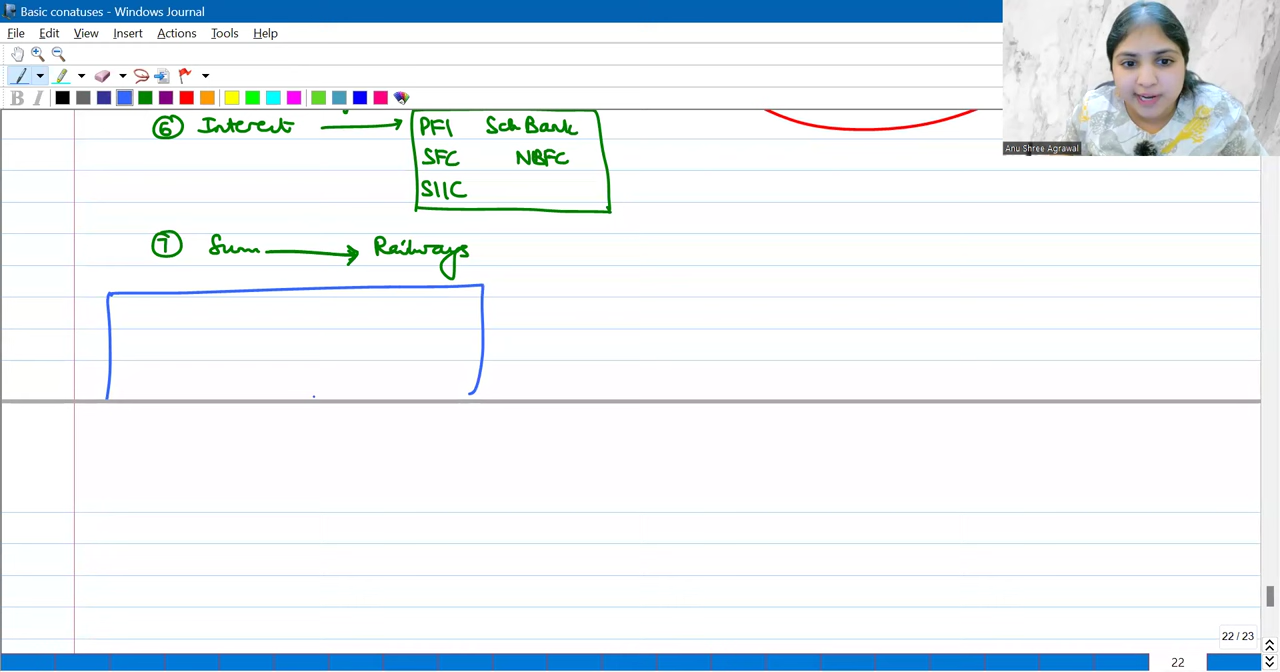 Basic conatuses - Windows Journal
File Edit View Insert Actions Tools Help
B I
Anu Shree Agrawal
6 Interest → PFI Sch Bank
SFC NBFC
SIIC
7 Sum → Railways
22 / 23
22